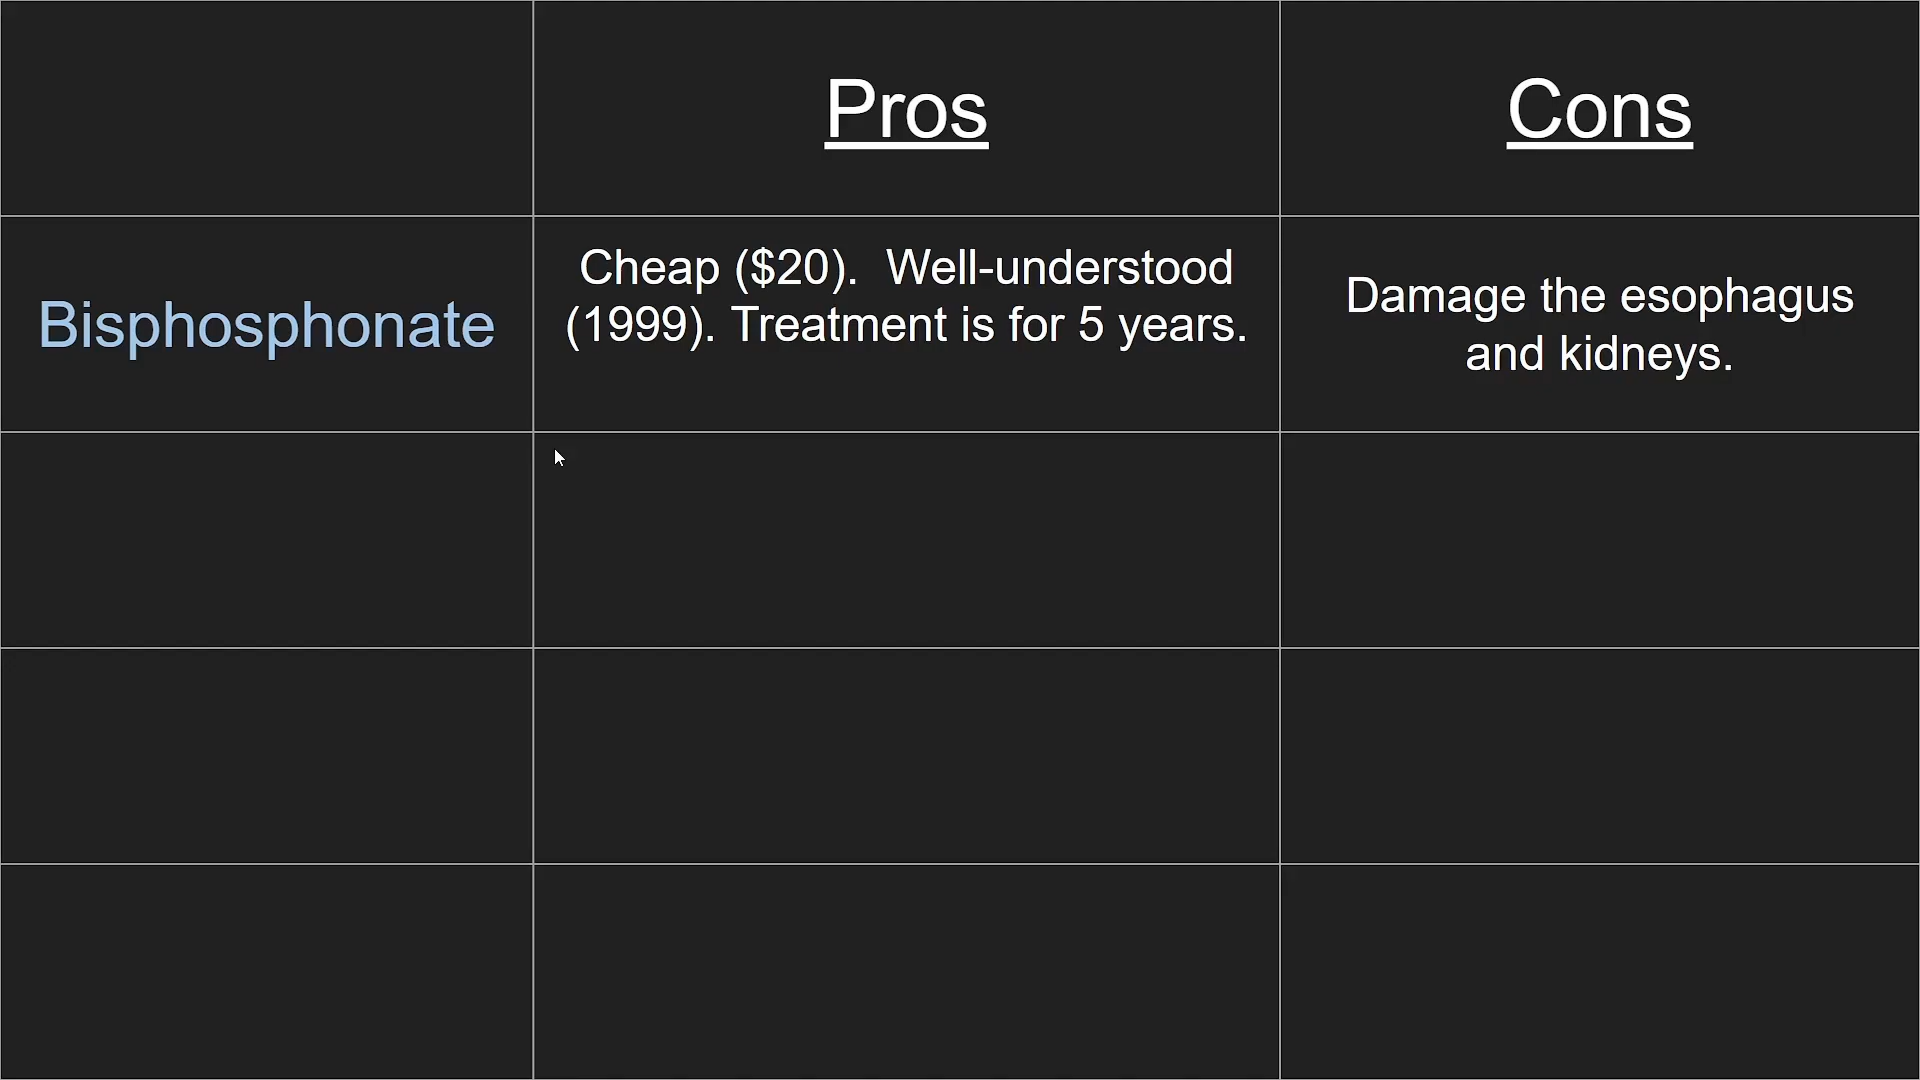 Pros
Cons
Bisphosphonate
Cheap ($20).  Well-understood
(1999). Treatment is for 5 years.
Damage the esophagus
and kidneys.